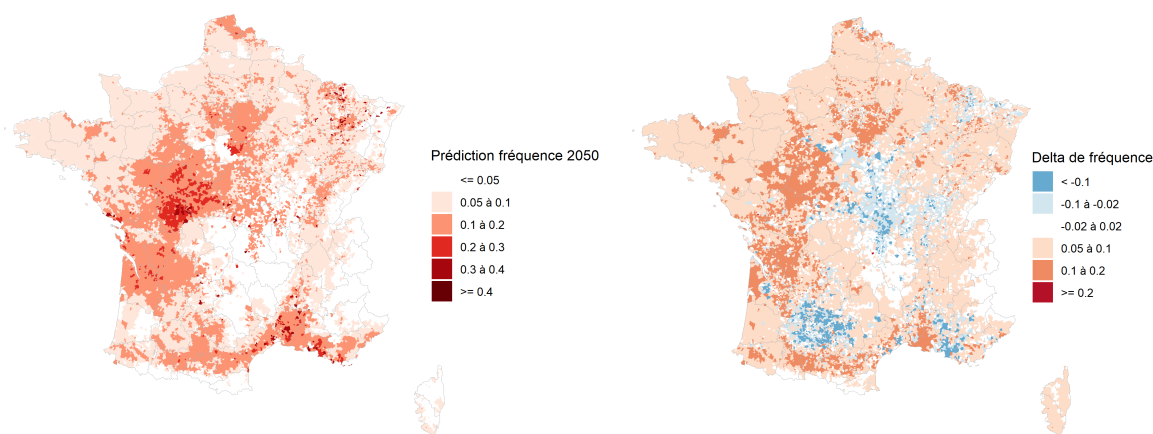 Prédiction fréquence 2050
<= 0.05
0.05 à 0.1
0.1 à 0.2
0.2 à 0.3
0.3 à 0.4
>= 0.4
Delta de fréquence
< -0.1
-0.1 à -0.02
-0.02 à 0.02
0.05 à 0.1
0.1 à 0.2
>= 0.2